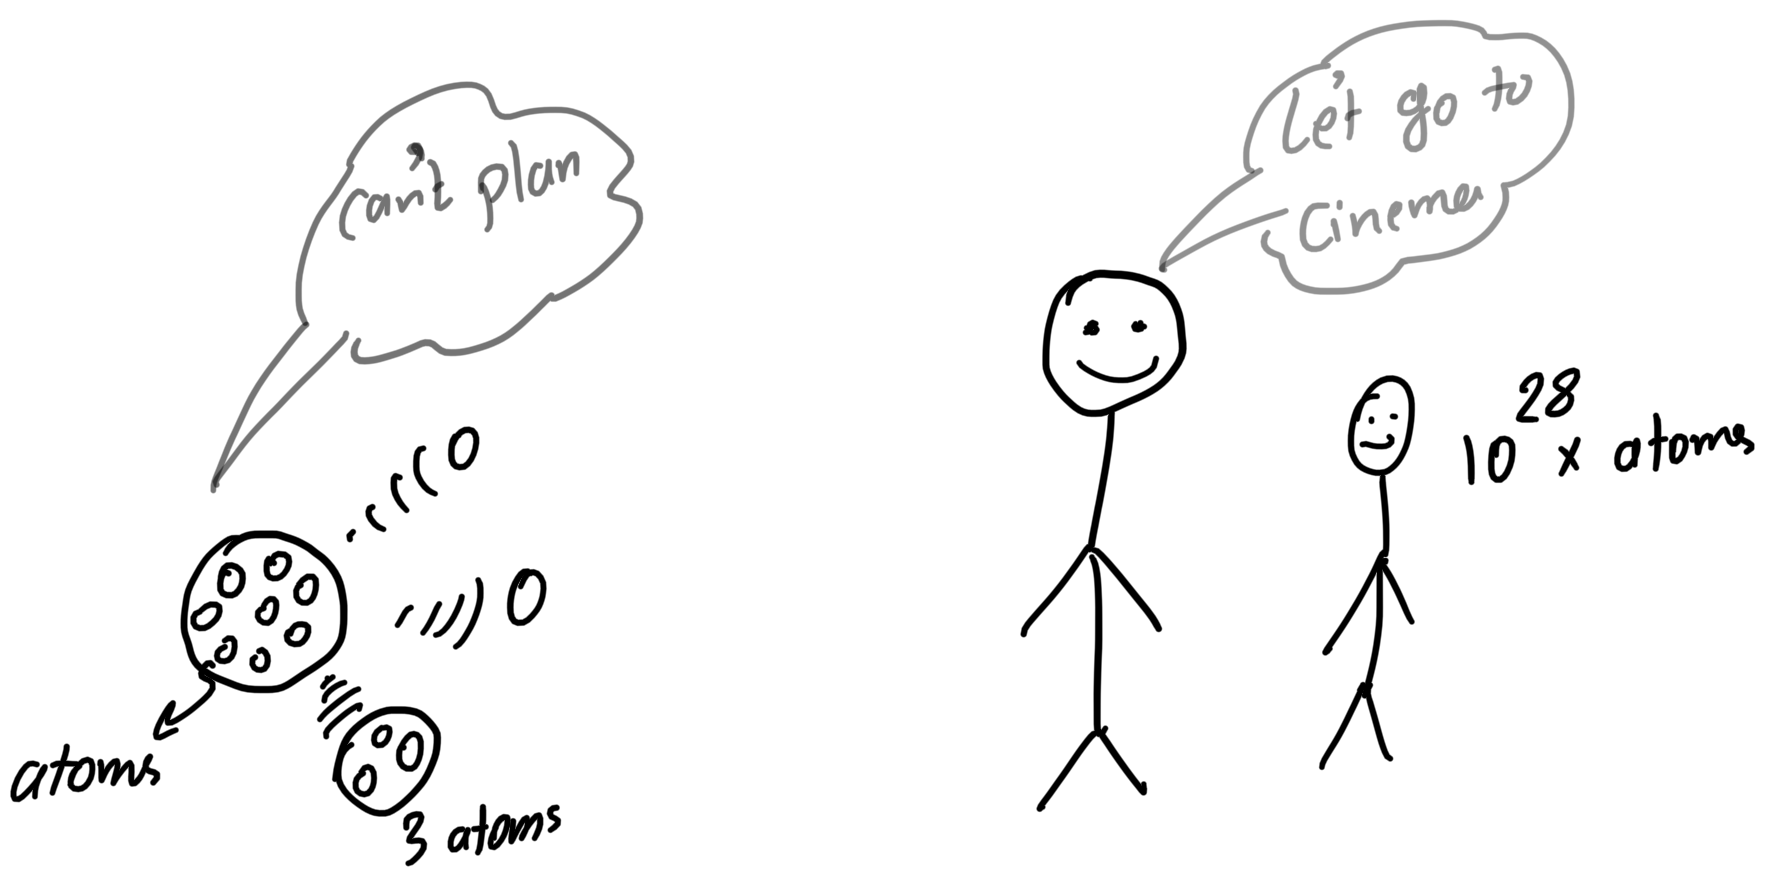 can't plan
Let's go to
Cinema
28
10 x atoms
atoms
3 atoms